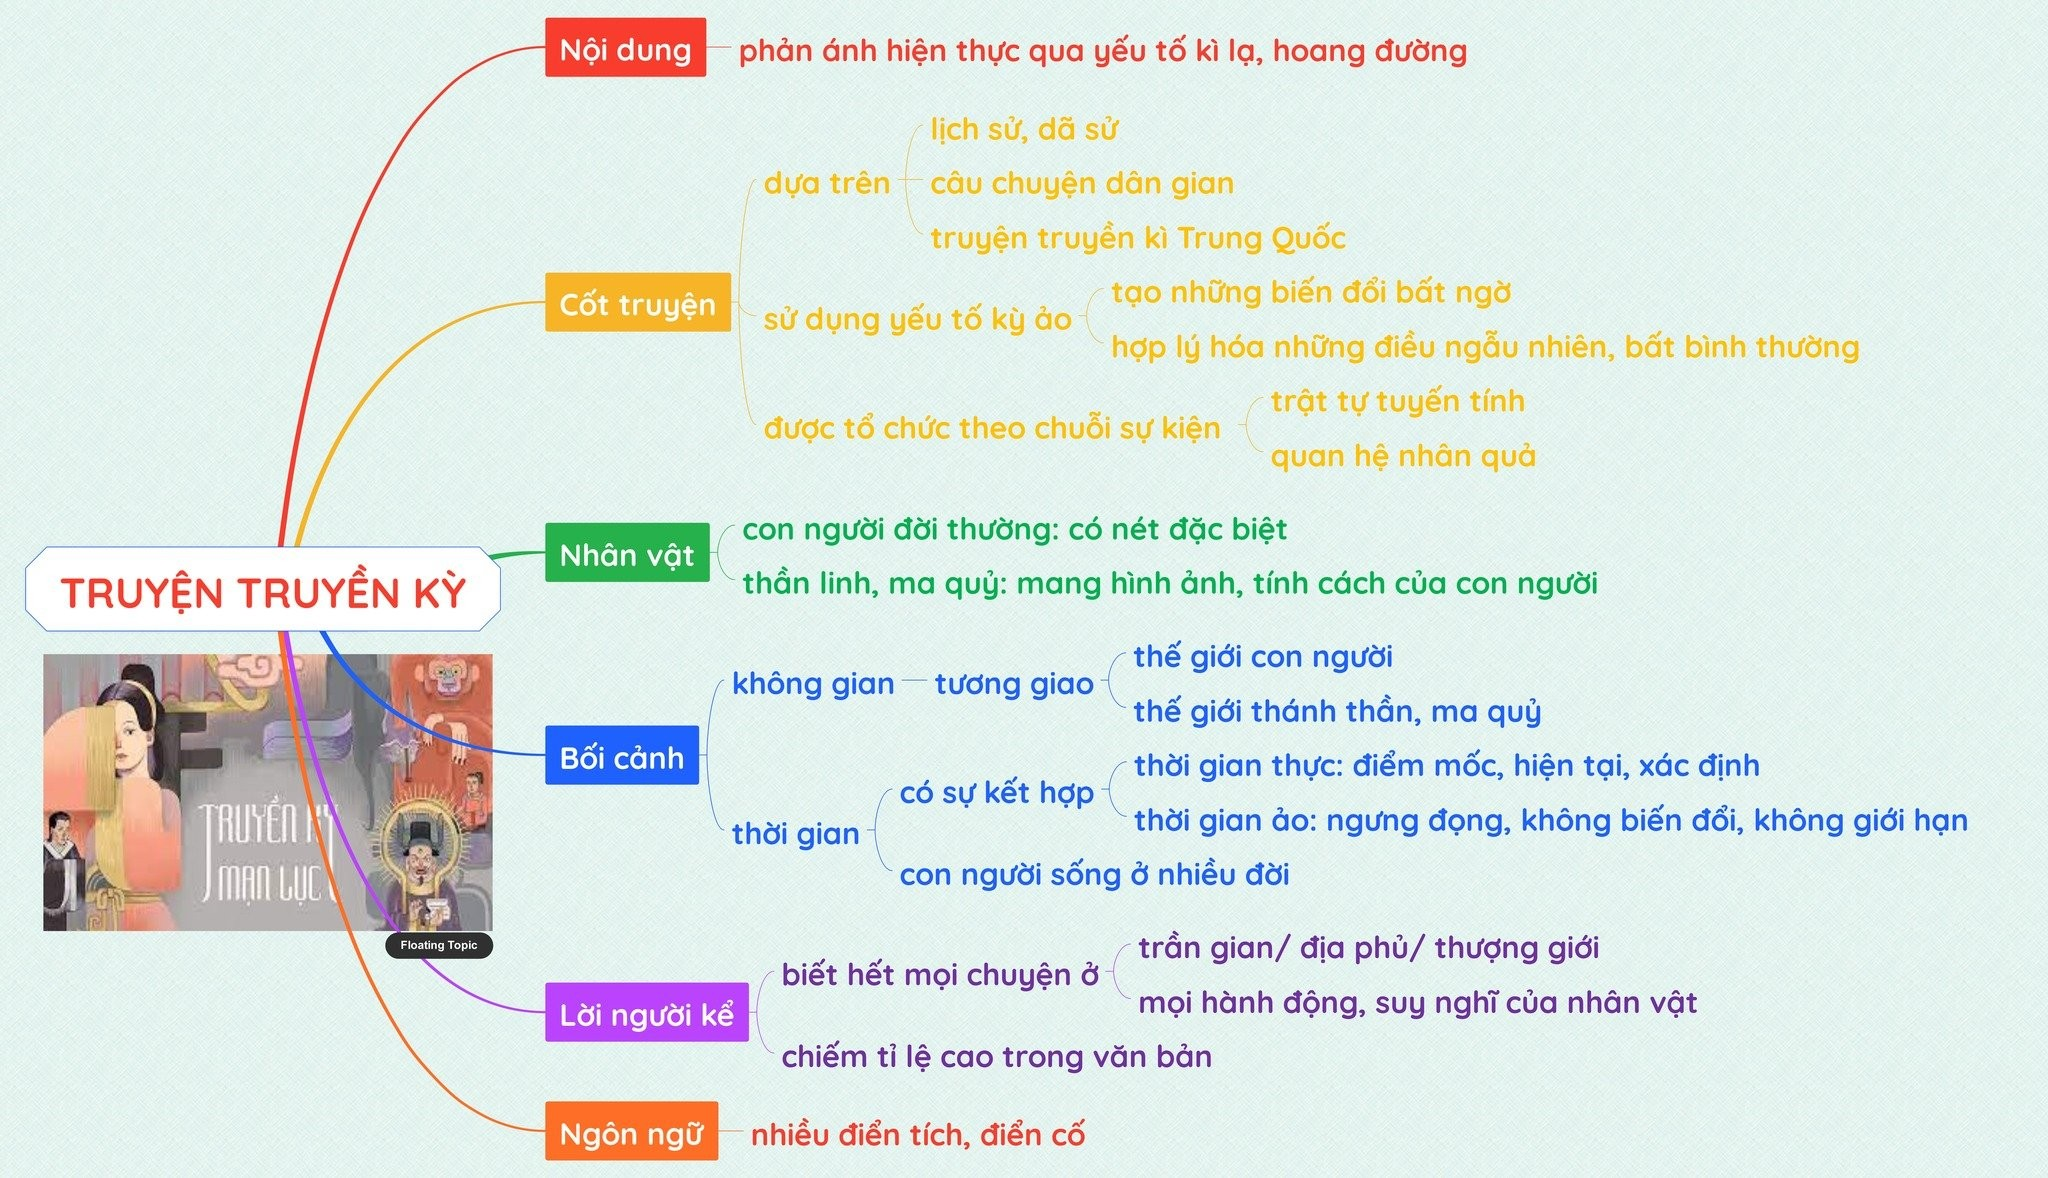 Nội dung
phản ánh hiện thực qua yếu tố kì lạ, hoang đường
Cốt truyện
dựa trên
lịch sử, dã sử
câu chuyện dân gian
truyện truyền kì Trung Quốc
sử dụng yếu tố kỳ ảo
tạo những biến đổi bất ngờ
hợp lý hóa những điều ngẫu nhiên, bất bình thường
được tổ chức theo chuỗi sự kiện
trật tự tuyến tính
quan hệ nhân quả
TRUYỆN TRUYỀN KỲ
Nhân vật
con người đời thường: có nét đặc biệt
thần linh, ma quỷ: mang hình ảnh, tính cách của con người
Bối cảnh
không gian
tương giao
thế giới con người
thế giới thánh thần, ma quỷ
thời gian
có sự kết hợp
thời gian thực: điểm mốc, hiện tại, xác định
thời gian ảo: ngưng đọng, không biến đổi, không giới hạn
con người sống ở nhiều đời
TRUYỀN KỲ
MẠN LỤC
Floating Topic
Lời người kể
biết hết mọi chuyện ở
trần gian/ địa phủ/ thượng giới
mọi hành động, suy nghĩ của nhân vật
chiếm tỉ lệ cao trong văn bản
Ngôn ngữ
nhiều điển tích, điển cố